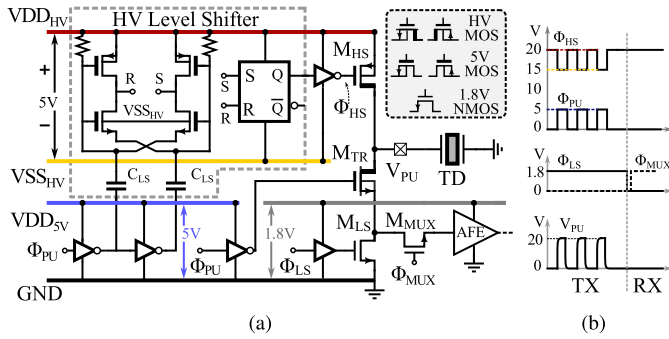 VDD_HV HV Level Shifter
+
5V
−
R S
VSS_HV
S Q
R Q̅
S
R
M_HS
Φ_HS
HV MOS
5V MOS
1.8V NMOS
VSS_HV
C_LS C_LS
M_TR
V_PU
TD
VDD_5V
Φ_PU
5V
Φ_PU
1.8V
Φ_LS
M_LS
M_MUX
Φ_MUX
AFE
GND
(a)
V
Φ_HS
20
15
10
Φ_PU
5
0
Φ_LS Φ_MUX
1.8
0
V
V_PU
20
0
TX RX
(b)